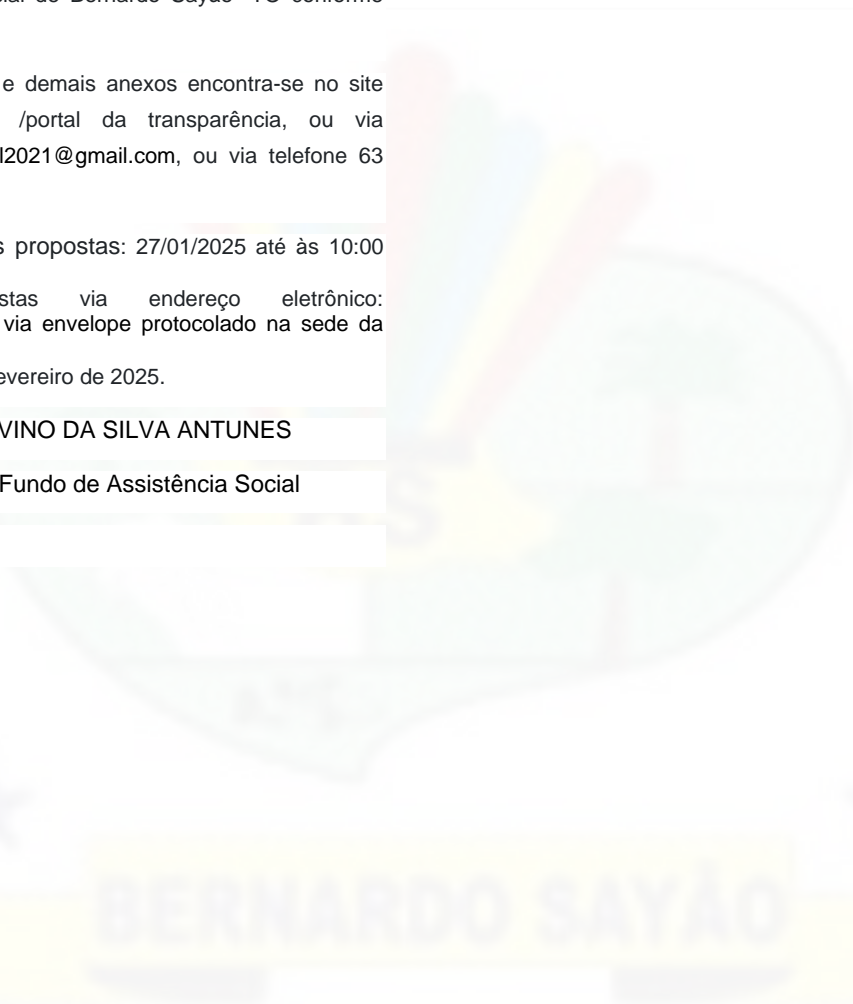 e demais anexos encontra-se no site
/portal da transparência, ou via
l2021@gmail.com, ou via telefone 63
s propostas: 27/01/2025 até às 10:00
stas via endereço eletrônico:
via envelope protocolado na sede da
evereiro de 2025.
VINO DA SILVA ANTUNES
Fundo de Assistência Social
BERNARDO SAYÃO